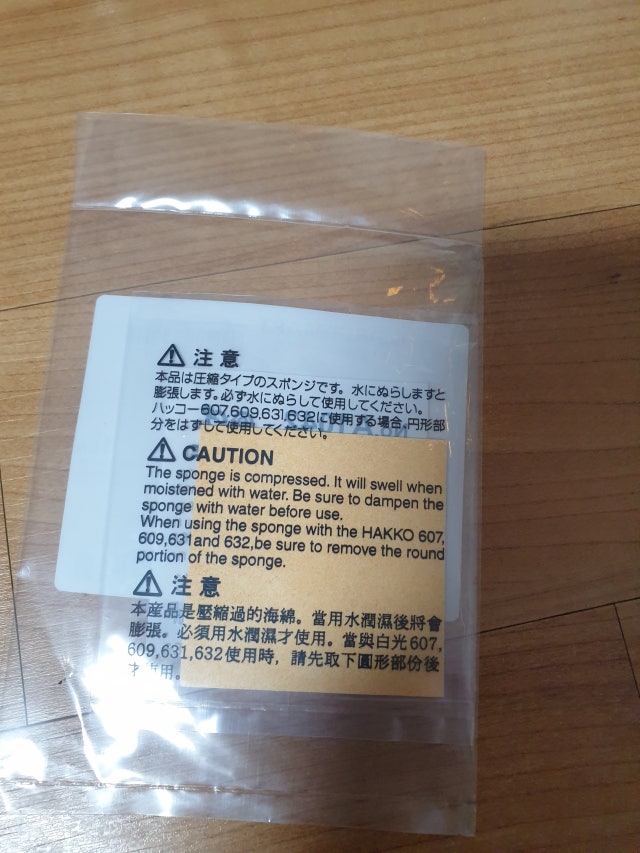 注意
本品は圧縮タイプのスポンジです。水にぬらしますと
膨張します。必ず水にぬらして使用してください。
ハッコー607,609,631,632に使用する場合,円形部
分をはずして使用してください。
CAUTION
The sponge is compressed. It will swell when
moistened with water. Be sure to dampen the
sponge with water before use.
When using the sponge with the HAKKO 607,
609,631and 632,be sure to remove the round
portion of the sponge.
注意
本産品是壓縮過的海綿。當用水潤濕後將會
膨張。必須用水潤濕才使用。當與白光607,
609,631,632使用時，請先取下圓形部份後
才使用。